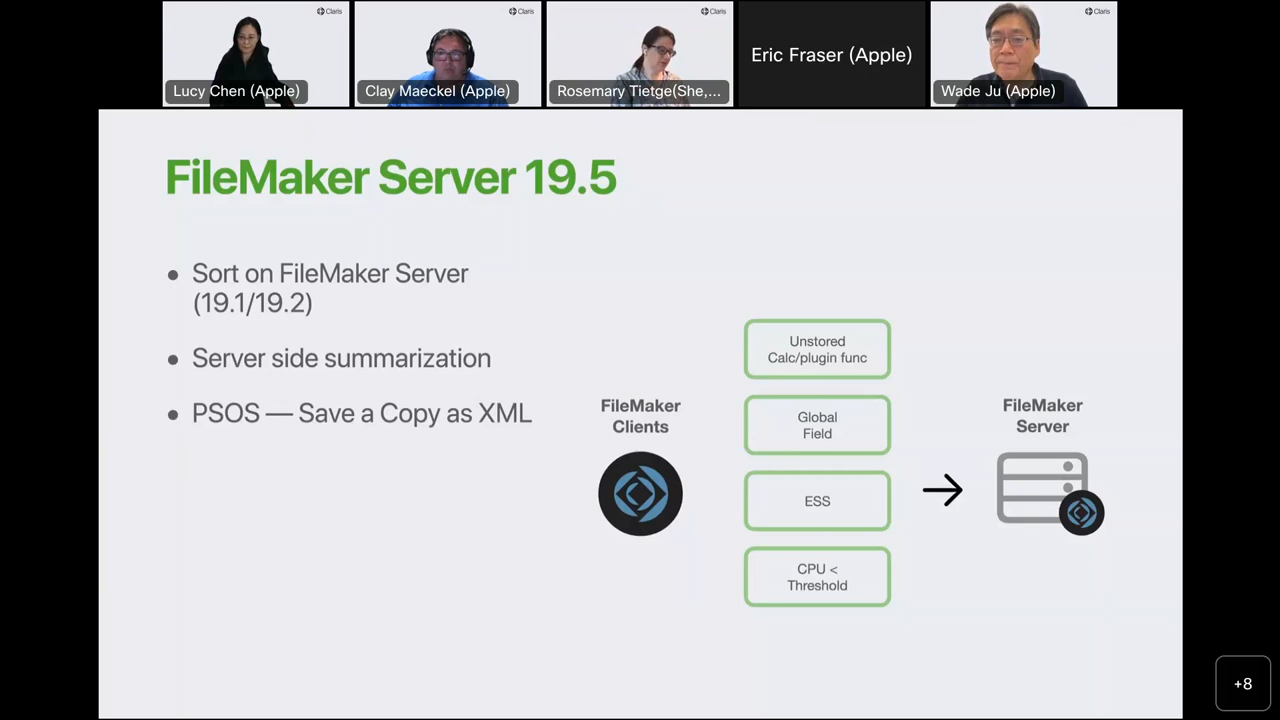 Claris
Claris
Claris
Claris
Lucy Chen (Apple)
Clay Maeckel (Apple)
Rosemary Tietge(She,...
Eric Fraser (Apple)
Wade Ju (Apple)
FileMaker Server 19.5
• Sort on FileMaker Server
(19.1/19.2)
• Server side summarization
• PSOS — Save a Copy as XML
FileMaker
Clients
Unstored
Calc/plugin func
Global
Field
ESS
CPU <
Threshold
FileMaker
Server
+8